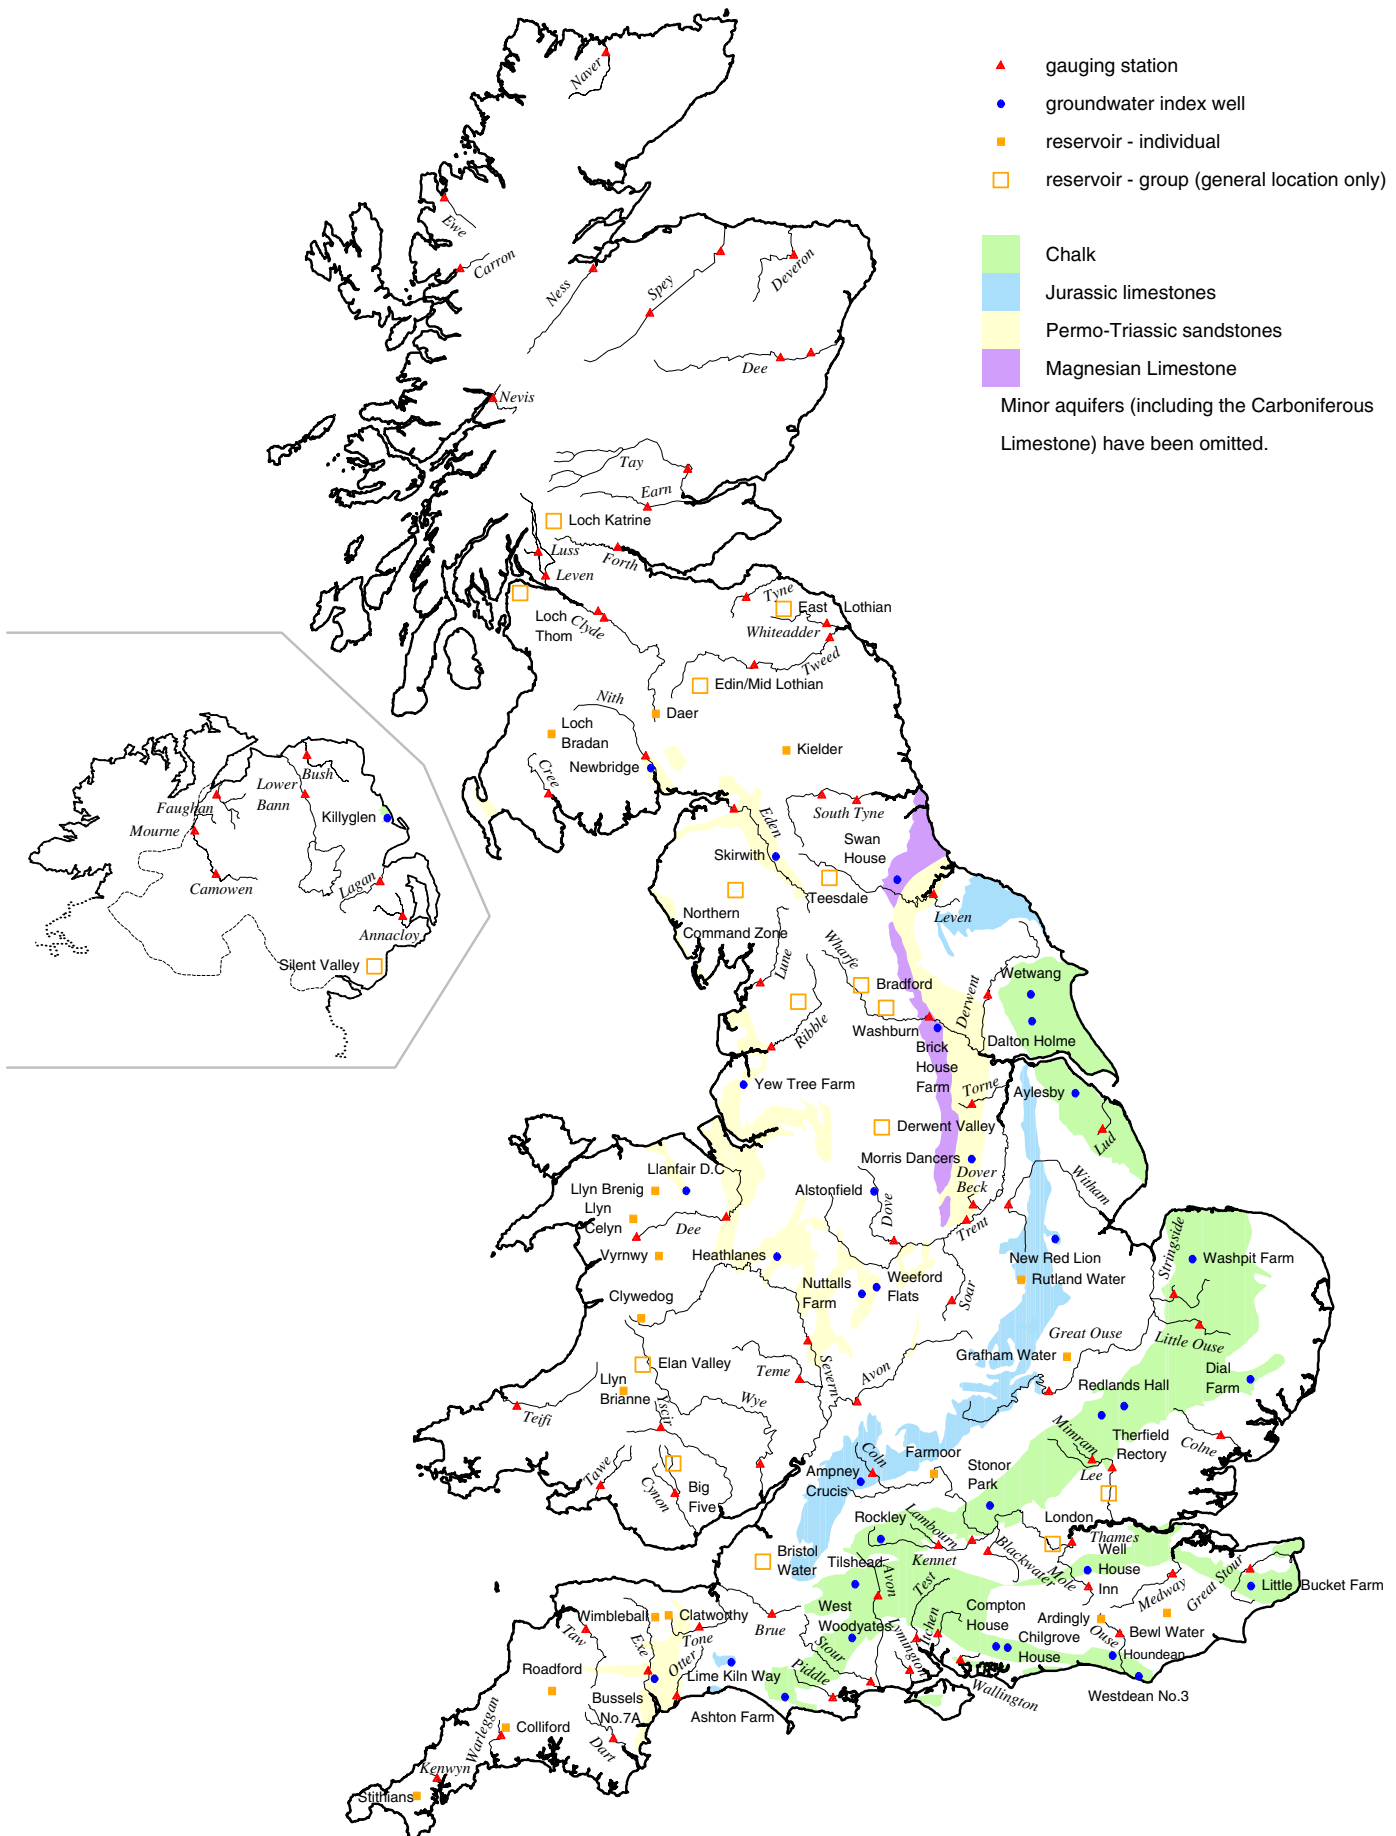 gauging station
groundwater index well
reservoir - individual
reservoir - group (general location only)
Chalk
Jurassic limestones
Permo-Triassic sandstones
Magnesian Limestone
Minor aquifers (including the Carboniferous
Limestone) have been omitted.
Naver
Ewe
Carron
Ness
Spey
Deveron
Dee
Nevis
Tay
Earn
Loch Katrine
Luss
Forth
Leven
Tyne
East Lothian
Loch
Thom
Clyde
Whiteadder
Tweed
Edin/Mid Lothian
Nith
Daer
Loch
Bradan
Kielder
Newbridge
Cree
Bush
Lower
Bann
Faughan
Killyglen
Mourne
Camowen
Lagan
Annacloy
Silent Valley
Eden
South Tyne
Swan
House
Skirwith
Teesdale
Leven
Northern
Command Zone
Lune
Wharfe
Bradford
Wetwang
Derwent
Ribble
Washburn
Brick
House
Farm
Dalton Holme
Yew Tree Farm
Torne
Aylesby
Derwent Valley
Lud
Morris Dancers
Dover
Beck
Witham
Llanfair D.C
Llyn Brenig
Alstonfield
Llyn
Celyn
Dee
Dove
Trent
Stringside
Vyrnwy
Heathlanes
New Red Lion
Washpit Farm
Nuttalls
Farm
Weeford
Flats
Soar
Rutland Water
Clywedog
Great Ouse
Little Ouse
Elan Valley
Teme
Severn
Avon
Grafham Water
Dial
Farm
Llyn
Brianne
Wye
Redlands Hall
Teifi
Yscir
Mimram
Therfield
Rectory
Colne
Tawe
Cynon
Big
Five
Coln
Farmoor
Ampney
Crucis
Stonor
Park
Lee
London
Rockley
Lambourn
Thames
Bristol
Water
Tilshead
Kennet
Blackwater
Well
House
Inn
Mole
Avon
Test
Medway
Great Stour
Little Bucket Farm
Wimbleball
Clatworthy
West
Woodyates
Compton
House
Ardingly
Bewl Water
Taw
Exe
Tone
Brue
Stour
Lymington
Itchen
Chilgrove
House
Ouse
Houndean
Roadford
Otter
Lime Kiln Way
Piddle
Wallington
Westdean No.3
Bussels
No.7A
Ashton Farm
Warleggan
Colliford
Dart
Kenwyn
Stithians